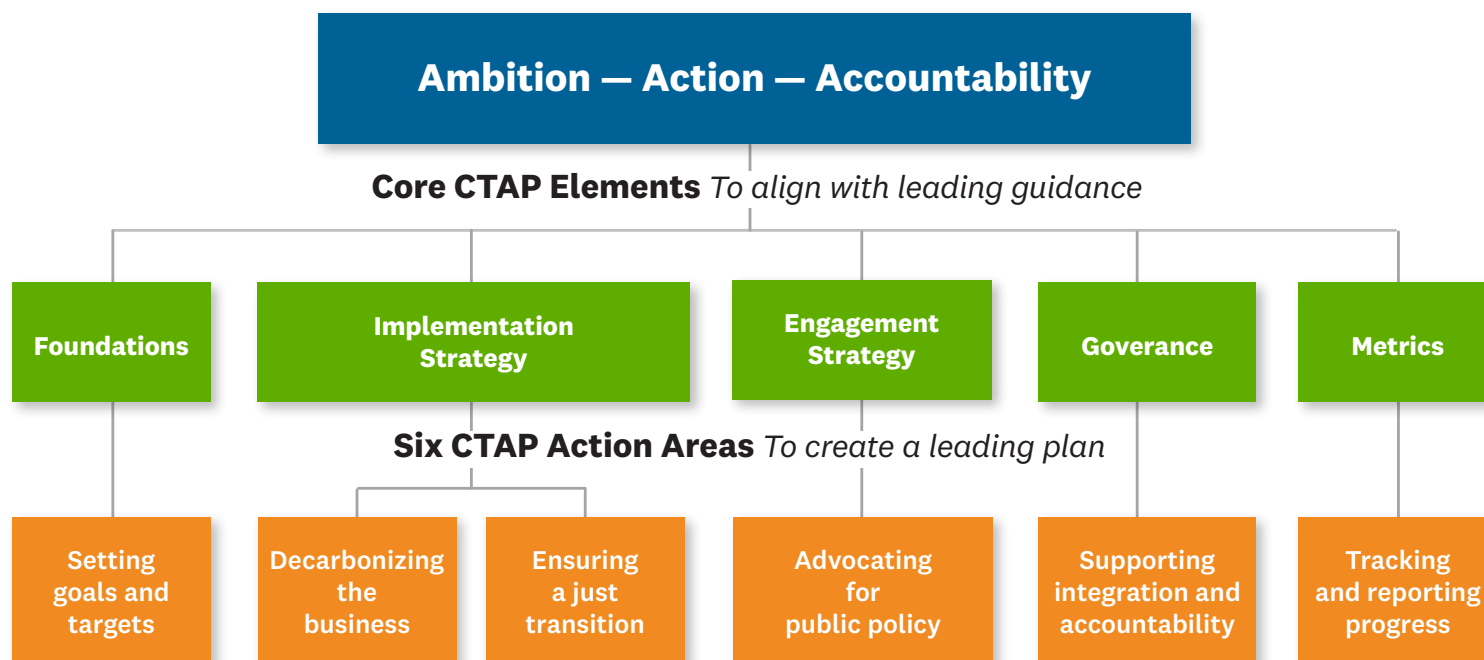 Ambition — Action — Accountability
Core CTAP Elements To align with leading guidance
Foundations
Implementation
Strategy
Engagement
Strategy
Goverance
Metrics
Six CTAP Action Areas To create a leading plan
Setting
goals and
targets
Decarbonizing
the
business
Ensuring
a just
transition
Advocating
for
public policy
Supporting
integration and
accountability
Tracking
and reporting
progress